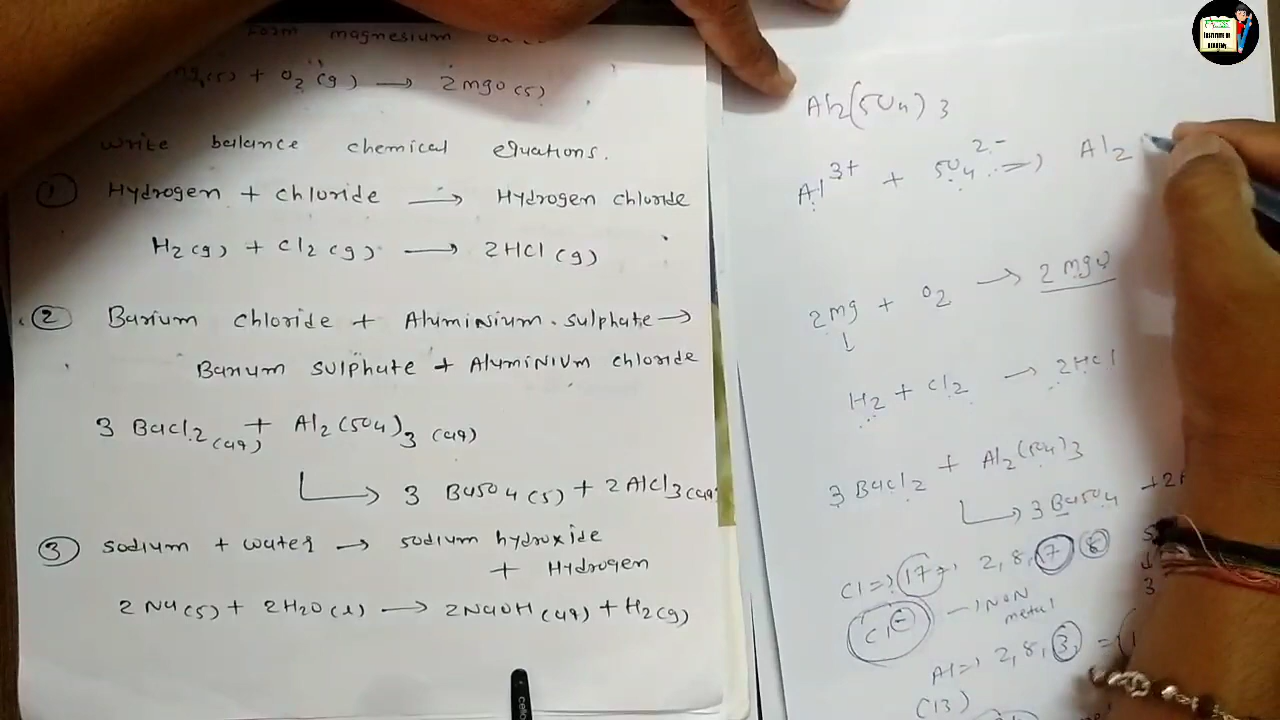 form magnesium
mg(s) + O2 (g) → 2mgo (s)
write balance chemical equations.
① Hydrogen + chloride → Hydrogen chloride
H2(g) + Cl2 (g) → 2HCl (g)
② Barium chloride + Aluminium sulphate →
Barium sulphate + Aluminium chloride
3 BaCl2 (aq) + Al2(SO4)3 (aq)
→ 3 BaSO4 (s) + 2AlCl3 (aq)
③ sodium + water → sodium hydroxide
+ Hydrogen
2Na(s) + 2H2O(l) → 2NaOH (aq) + H2(g)
Al2(SO4)3
Al3+ + SO4 2- ⇒ Al2
2mg + O2 → 2mgo
↓
H2 + Cl2 → 2HCl
3 BaCl2 + Al2(SO4)3
→ 3 BaSO4 + 2
Cl ⇒ 17 ⇒ 2, 8, 7 8
Cl- → NON
metal
Al ⇒ 2, 8, 3, =
(13)